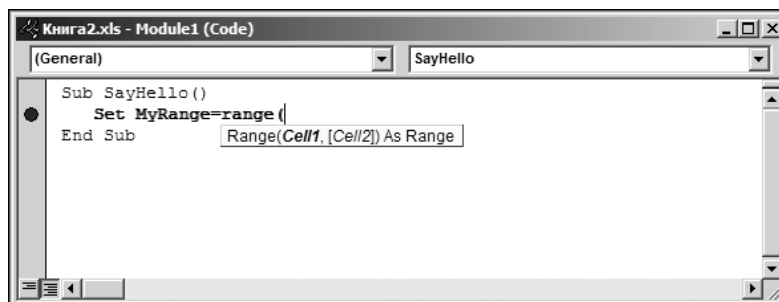 Книга2.xls - Module1 (Code)
(General) SayHello
Sub SayHello()
Set MyRange=range(
End Sub
Range(Cell1, [Cell2]) As Range